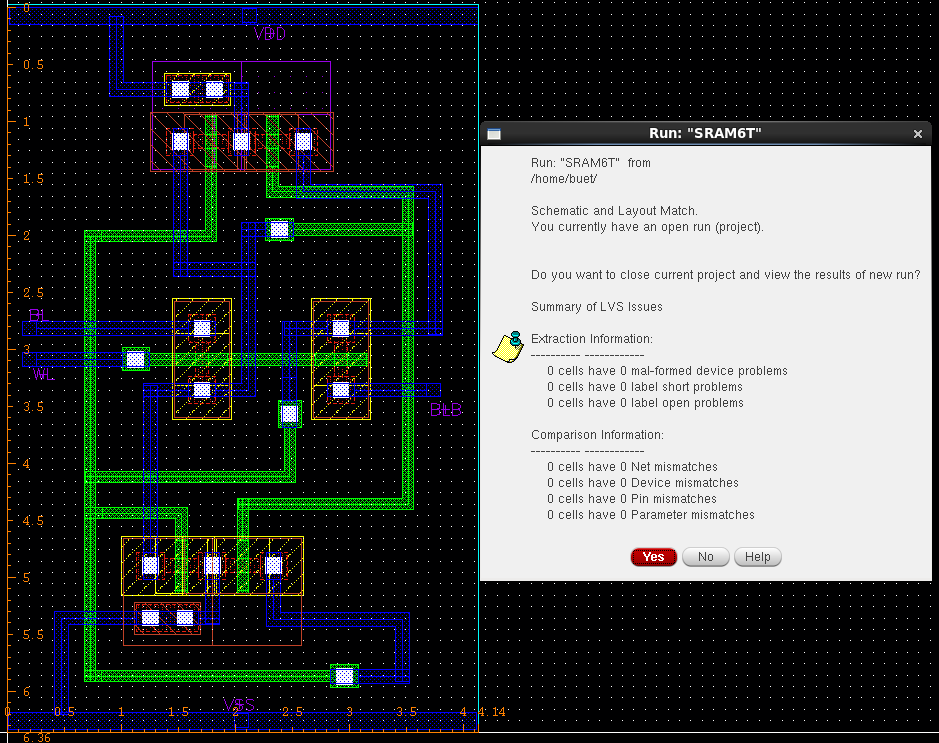 0
VDD
0.5
1
1.5
2
2.5
BL
3
WL
3.5
BLB
4
4.5
5
5.5
6
VSS
0 0.5 1 1.5 2 2.5 3 3.5 4 4.14
6.36
Run: "SRAM6T"
Run: "SRAM6T" from
/home/buet/
Schematic and Layout Match.
You currently have an open run (project).
Do you want to close current project and view the results of new run?
Summary of LVS Issues
Extraction Information:
---------- ------------
0 cells have 0 mal-formed device problems
0 cells have 0 label short problems
0 cells have 0 label open problems
Comparison Information:
---------- ------------
0 cells have 0 Net mismatches
0 cells have 0 Device mismatches
0 cells have 0 Pin mismatches
0 cells have 0 Parameter mismatches
Yes No Help